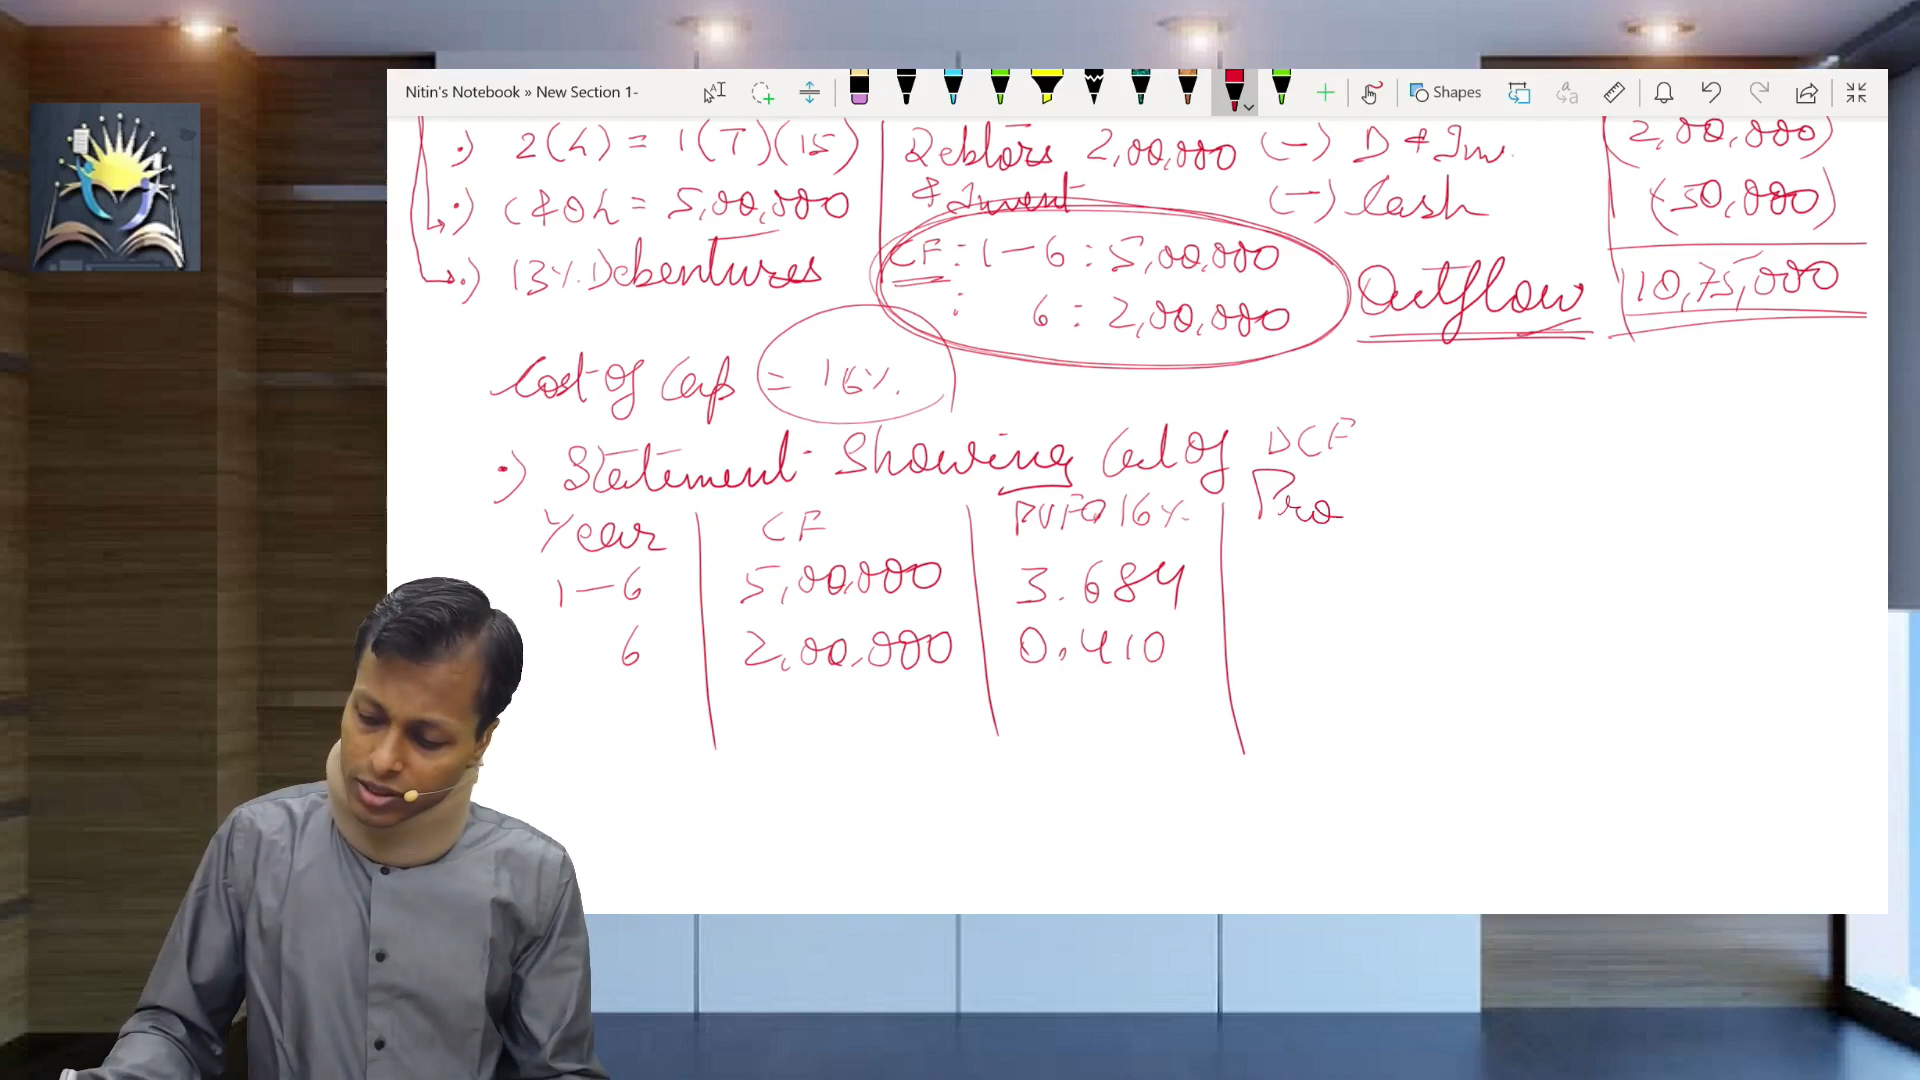 Nitin's Notebook » New Section 1-
Shapes
•) 2(L) = 1(T)(15)
•) C&OL = 5,00,000
•) 13% Debentures
Debtors 2,00,000
& Invent
CF : 1-6 : 5,00,000
: 6 : 2,00,000
(-) D & Inv. (2,00,000)
(-) Cash (50,000)
Outflow 10,75,000
Cost of Cap = 16%
•) Statement Showing Cal of DCF
Year CF PVF@16% Pro
1-6 5,00,000 3.684
6 2,00,000 0.410